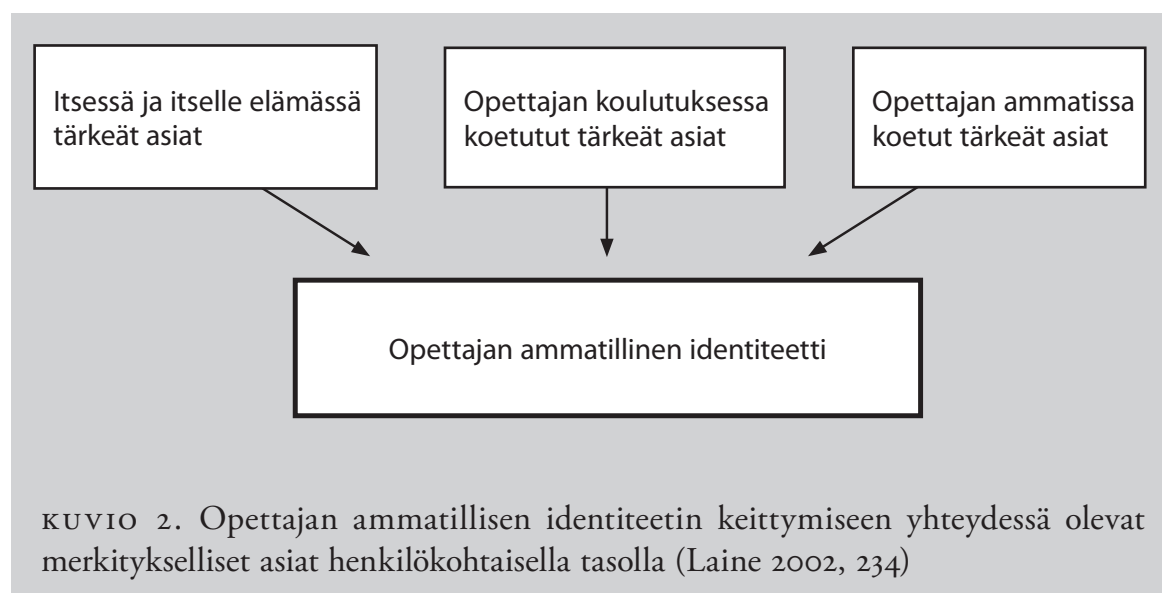 Itsessä ja itselle elämässä
tärkeät asiat
Opettajan koulutuksessa
koetutut tärkeät asiat
Opettajan ammatissa
koetut tärkeät asiat
Opettajan ammatillinen identiteetti
KUVIO 2. Opettajan ammatillisen identiteetin keittymiseen yhteydessä olevat
merkitykselliset asiat henkilökohtaisella tasolla (Laine 2002, 234)